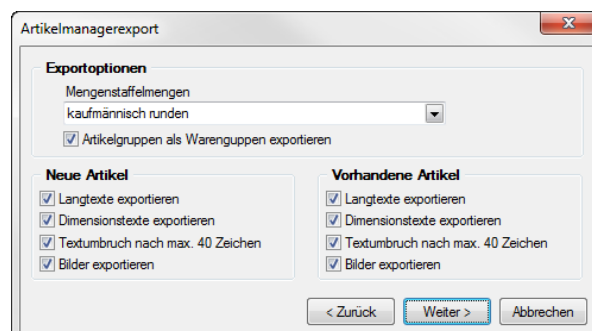 Artikelmanagerexport
Exportoptionen
Mengenstaffelmengen
kaufmännisch runden
Artikelgruppen als Warenguppen exportieren
Neue Artikel
Langtexte exportieren
Dimensionstexte exportieren
Textumbruch nach max. 40 Zeichen
Bilder exportieren
Vorhandene Artikel
Langtexte exportieren
Dimensionstexte exportieren
Textumbruch nach max. 40 Zeichen
Bilder exportieren
< Zurück
Weiter >
Abbrechen